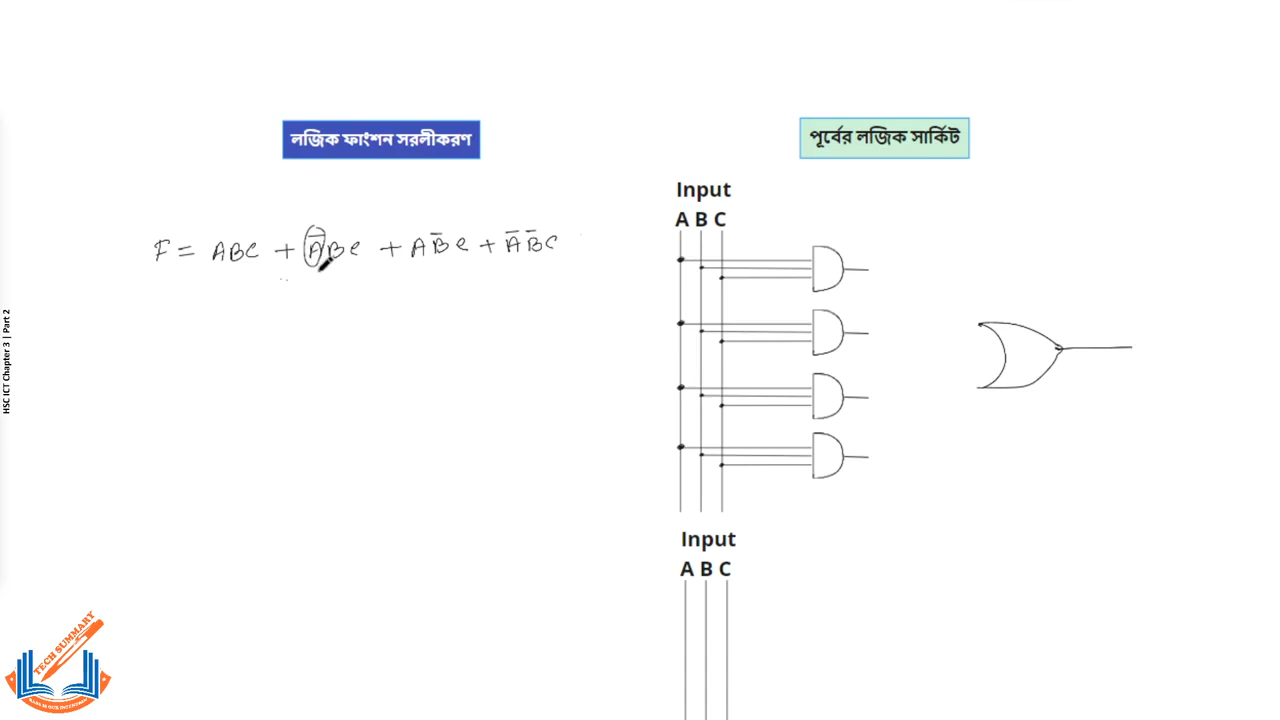 লজিক ফাংশন সরলীকরণ
পূর্বের লজিক সার্কিট
Input
A B C
F = ABC + A̅BC + AB̅C + A̅B̅C
HSC ICT Chapter 3 | Part 2
Input
A B C
TECH SUMMARY